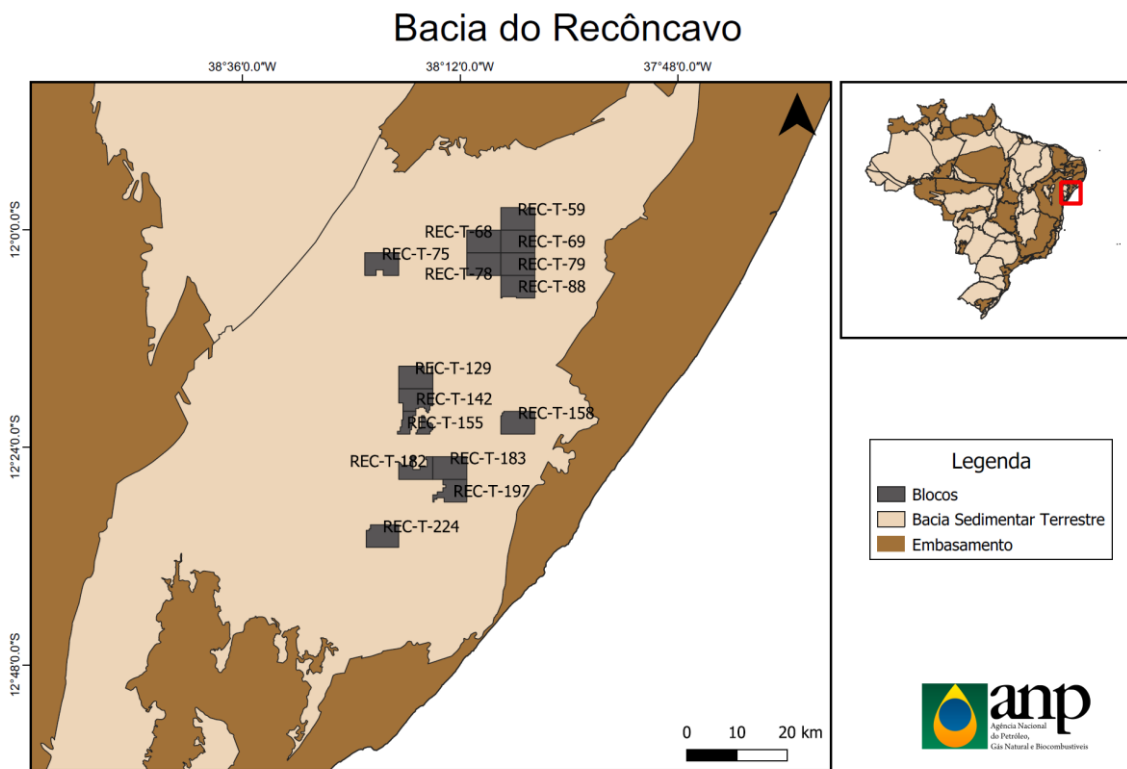 Bacia do Recôncavo
38°36'0.0"W
38°12'0.0"W
37°48'0.0"W
12°0'0.0"S
12°24'0.0"S
12°48'0.0"S
REC-T-59
REC-T-68
REC-T-69
REC-T-75
REC-T-79
REC-T-78
REC-T-88
REC-T-129
REC-T-142
REC-T-158
REC-T-155
REC-T-182
REC-T-183
REC-T-197
REC-T-224
0 10 20 km
Legenda
Blocos
Bacia Sedimentar Terrestre
Embasamento
anp
Agência Nacional
do Petróleo,
Gás Natural e Biocombustíveis